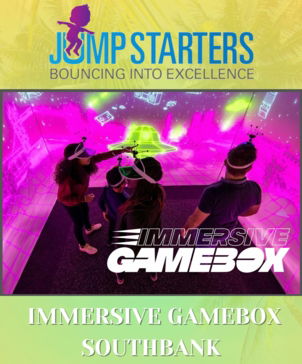 JUMP STARTERS
BOUNCING INTO EXCELLENCE
IMMERSIVE
GAMEBOX
IMMERSIVE GAMEBOX
SOUTHBANK